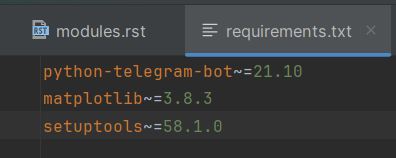 modules.rst requirements.txt
python-telegram-bot~=21.10
matplotlib~=3.8.3
setuptools~=58.1.0